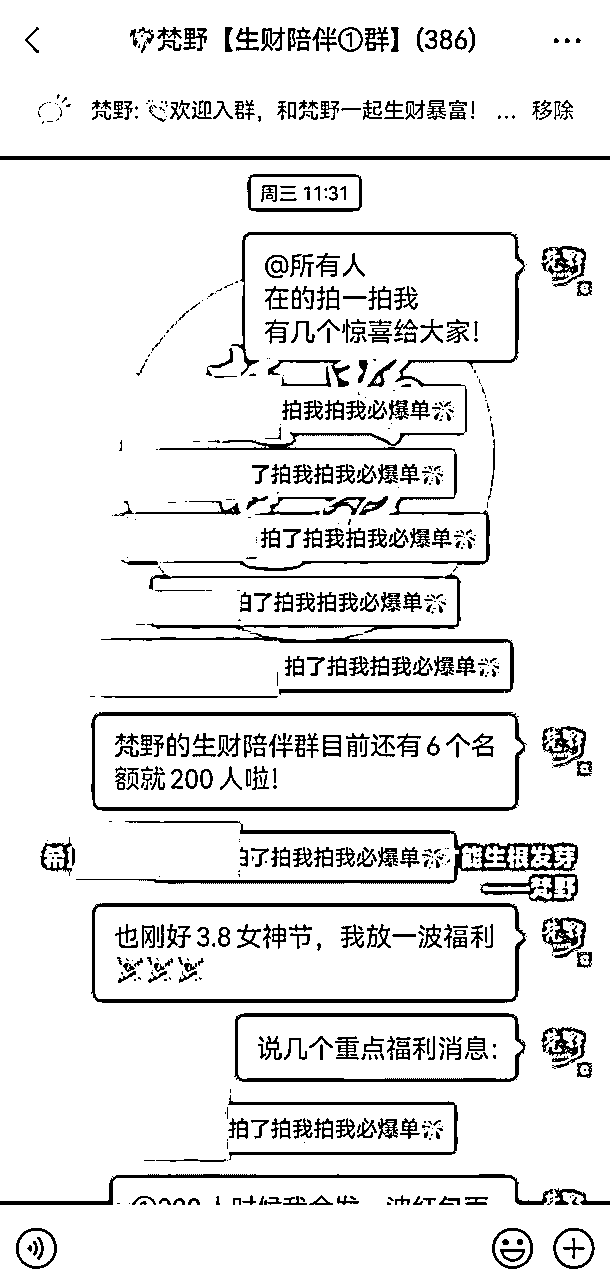 梵野【生财陪伴①群】(386)
梵野: 欢迎入群，和梵野一起生财暴富！ ... 移除
周三 11:31
@所有人
在的拍一拍我
有几个惊喜给大家！
拍我拍我必爆单
了拍我拍我必爆单
拍了拍我拍我必爆单
拍了拍我拍我必爆单
拍了拍我拍我必爆单
梵野的生财陪伴群目前还有6个名
额就200人啦！
拍了拍我拍我必爆单
能生根发芽
——梵野
也刚好3.8女神节，我放一波福利
说几个重点福利消息:
拍了拍我拍我必爆单